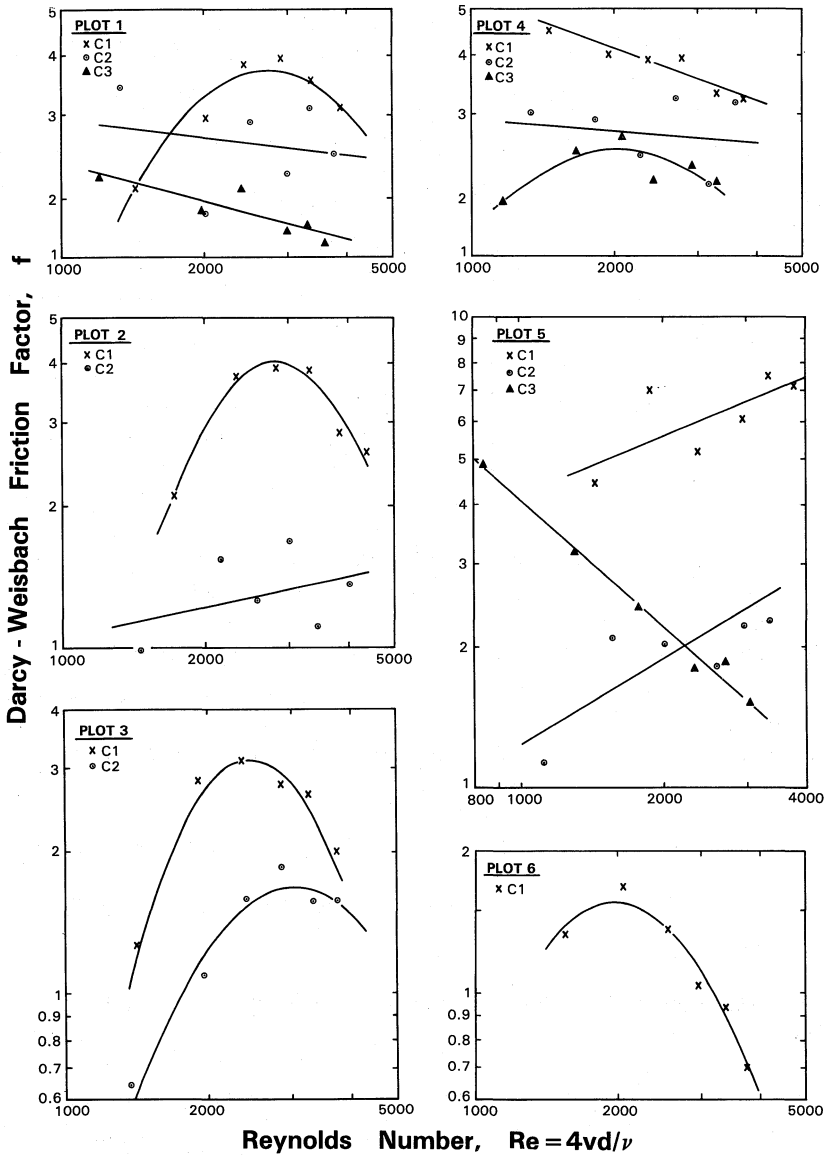 Darcy - Weisbach Friction Factor, f
PLOT 1
x C1
⊙ C2
▲ C3
5
4
3
2
1
1000 2000 5000
PLOT 4
x C1
⊙ C2
▲ C3
5
4
3
2
1
1000 2000 5000
PLOT 2
x C1
⊙ C2
5
4
3
2
1
1000 2000 5000
PLOT 5
x C1
⊙ C2
▲ C3
10
9
8
7
6
5
4
3
2
1
800 1000 2000 4000
PLOT 3
x C1
⊙ C2
4
3
2
1
0.9
0.8
0.7
0.6
1000 2000 5000
PLOT 6
x C1
2
1
0.9
0.8
0.7
0.6
1000 2000 5000
Reynolds Number, Re = 4vd/ν